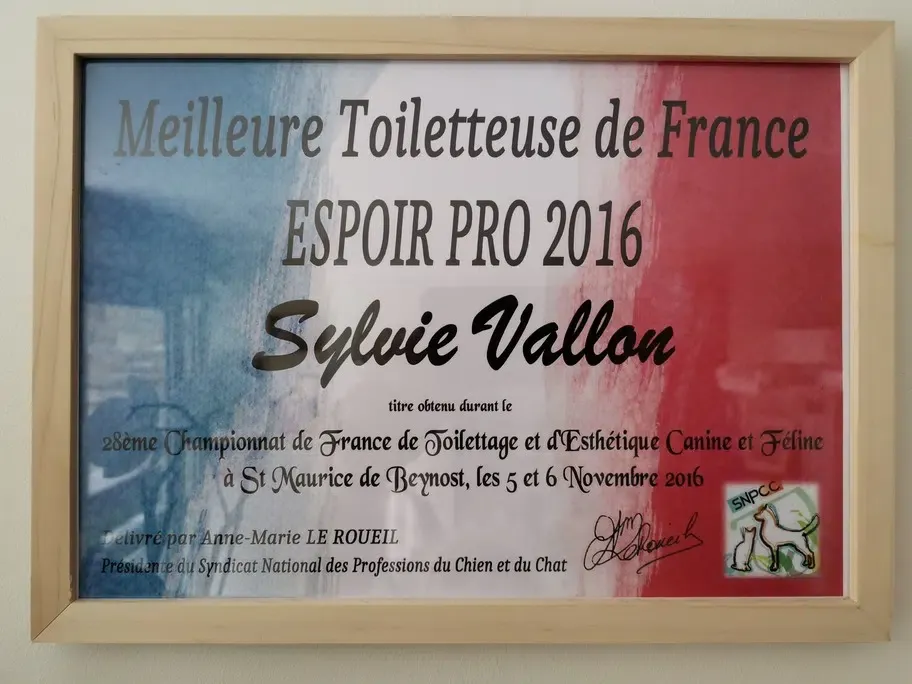 Meilleure Toiletteuse de France
ESPOIR PRO 2016
Sylvie Vallon
titre obtenu durant le
28ème Championnat de France de Toilettage et d'Esthétique Canine et Féline
à St Maurice de Beynost, les 5 et 6 Novembre 2016
Délivré par Anne-Marie LE ROUEIL
Présidente du Syndicat National des Professions du Chien et du Chat
SNPCC